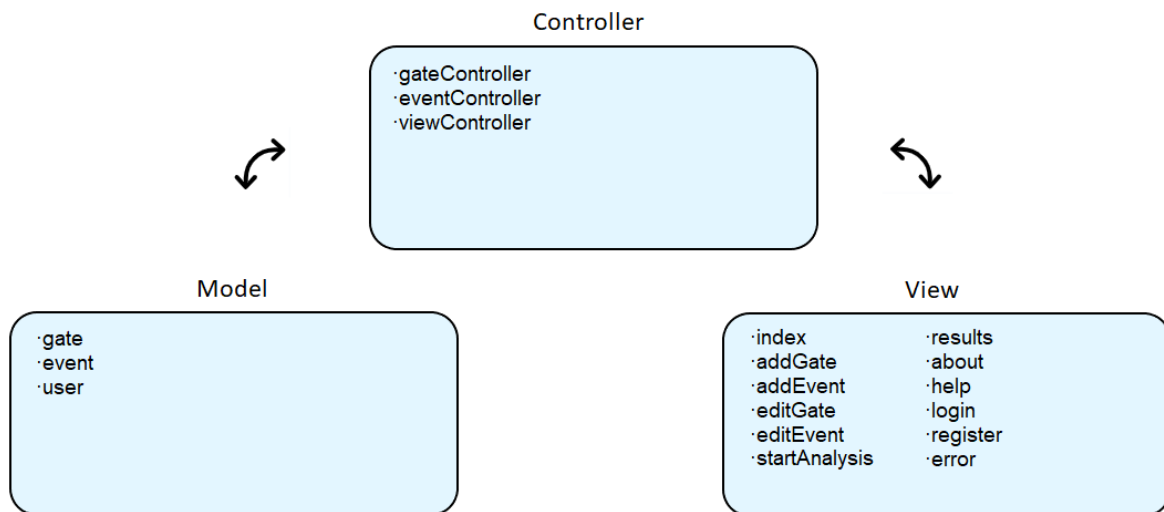 Controller
·gateController
·eventController
·viewController
Model
·gate
·event
·user
View
·index
·addGate
·addEvent
·editGate
·editEvent
·startAnalysis
·results
·about
·help
·login
·register
·error